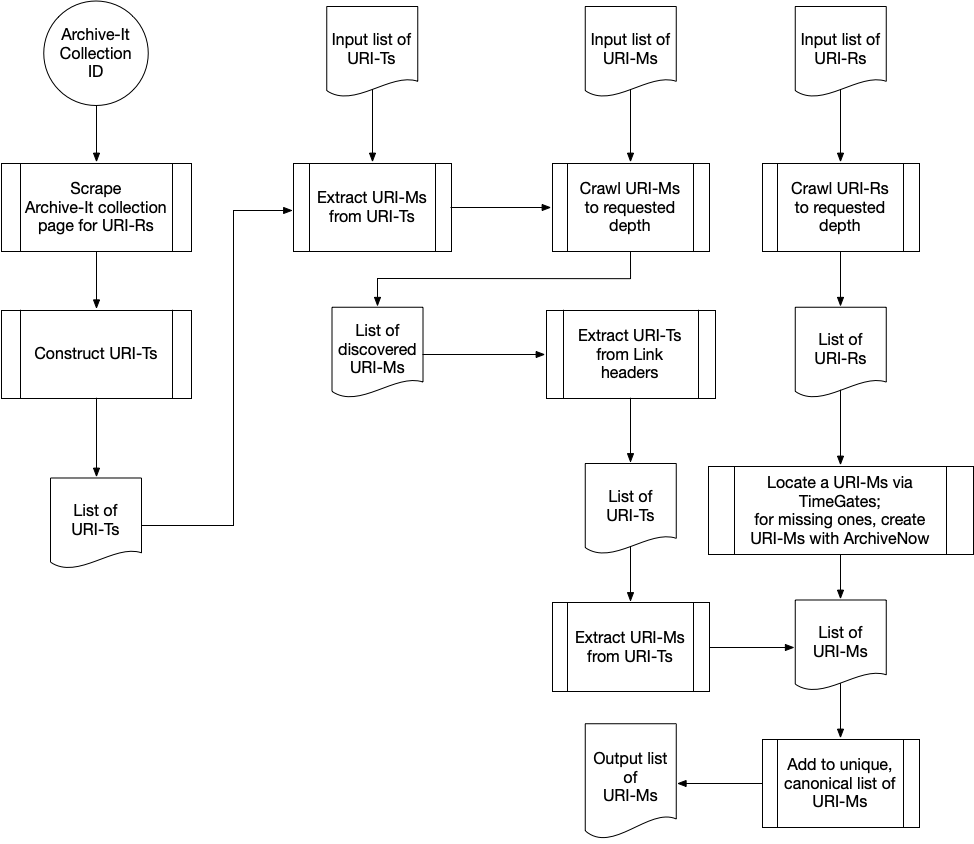 Archive-It
Collection
ID
Input list of
URI-Ts
Input list of
URI-Ms
Input list of
URI-Rs
Scrape
Archive-It collection
page for URI-Rs
Extract URI-Ms
from URI-Ts
Crawl URI-Ms
to requested
depth
Crawl URI-Rs
to requested
depth
Construct URI-Ts
List of
discovered
URI-Ms
Extract URI-Ts
from Link
headers
List of
URI-Rs
List of
URI-Ts
List of
URI-Ts
Locate a URI-Ms via
TimeGates;
for missing ones, create
URI-Ms with ArchiveNow
Extract URI-Ms
from URI-Ts
List of
URI-Ms
Output list
of
URI-Ms
Add to unique,
canonical list of
URI-Ms